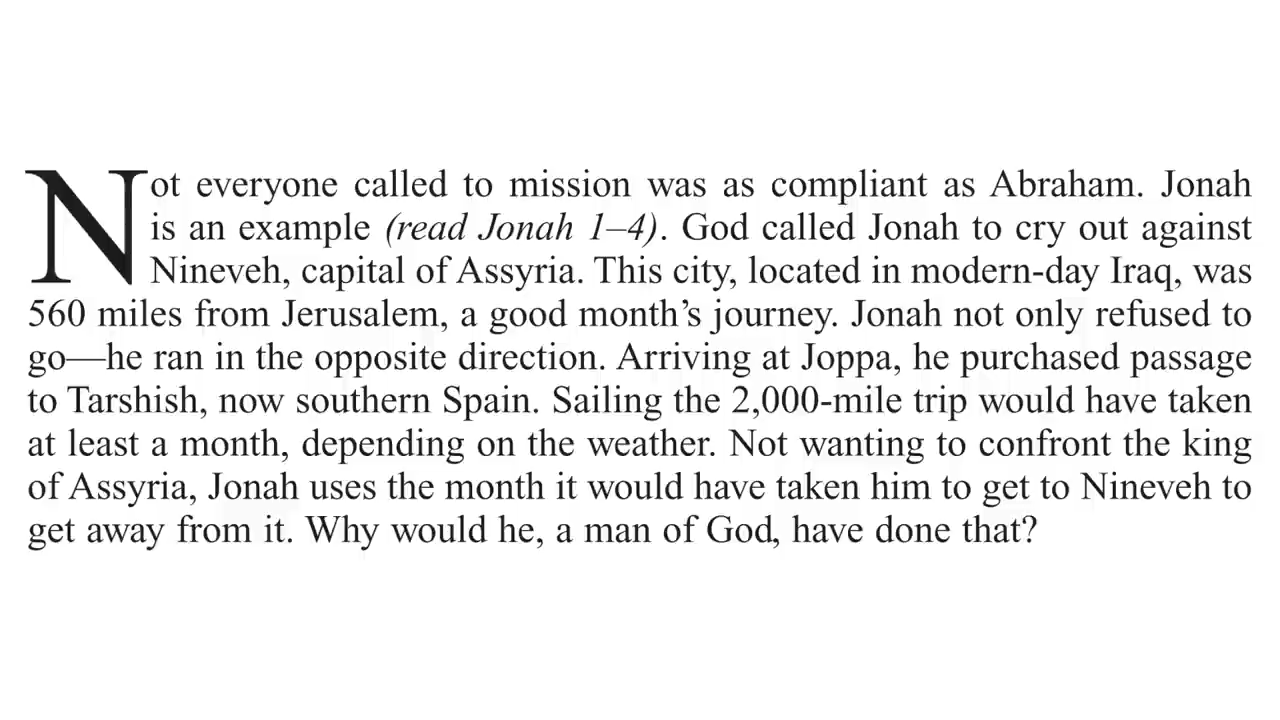 Not everyone called to mission was as compliant as Abraham. Jonah
is an example (read Jonah 1–4). God called Jonah to cry out against
Nineveh, capital of Assyria. This city, located in modern-day Iraq, was
560 miles from Jerusalem, a good month’s journey. Jonah not only refused to
go—he ran in the opposite direction. Arriving at Joppa, he purchased passage
to Tarshish, now southern Spain. Sailing the 2,000-mile trip would have taken
at least a month, depending on the weather. Not wanting to confront the king
of Assyria, Jonah uses the month it would have taken him to get to Nineveh to
get away from it. Why would he, a man of God, have done that?